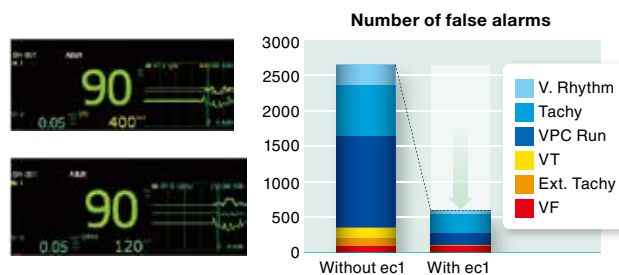 90
0.05
400
90
0.05
120
Number of false alarms
3000
2500
2000
1500
1000
500
0
Without ec1
With ec1
V. Rhythm
Tachy
VPC Run
VT
Ext. Tachy
VF